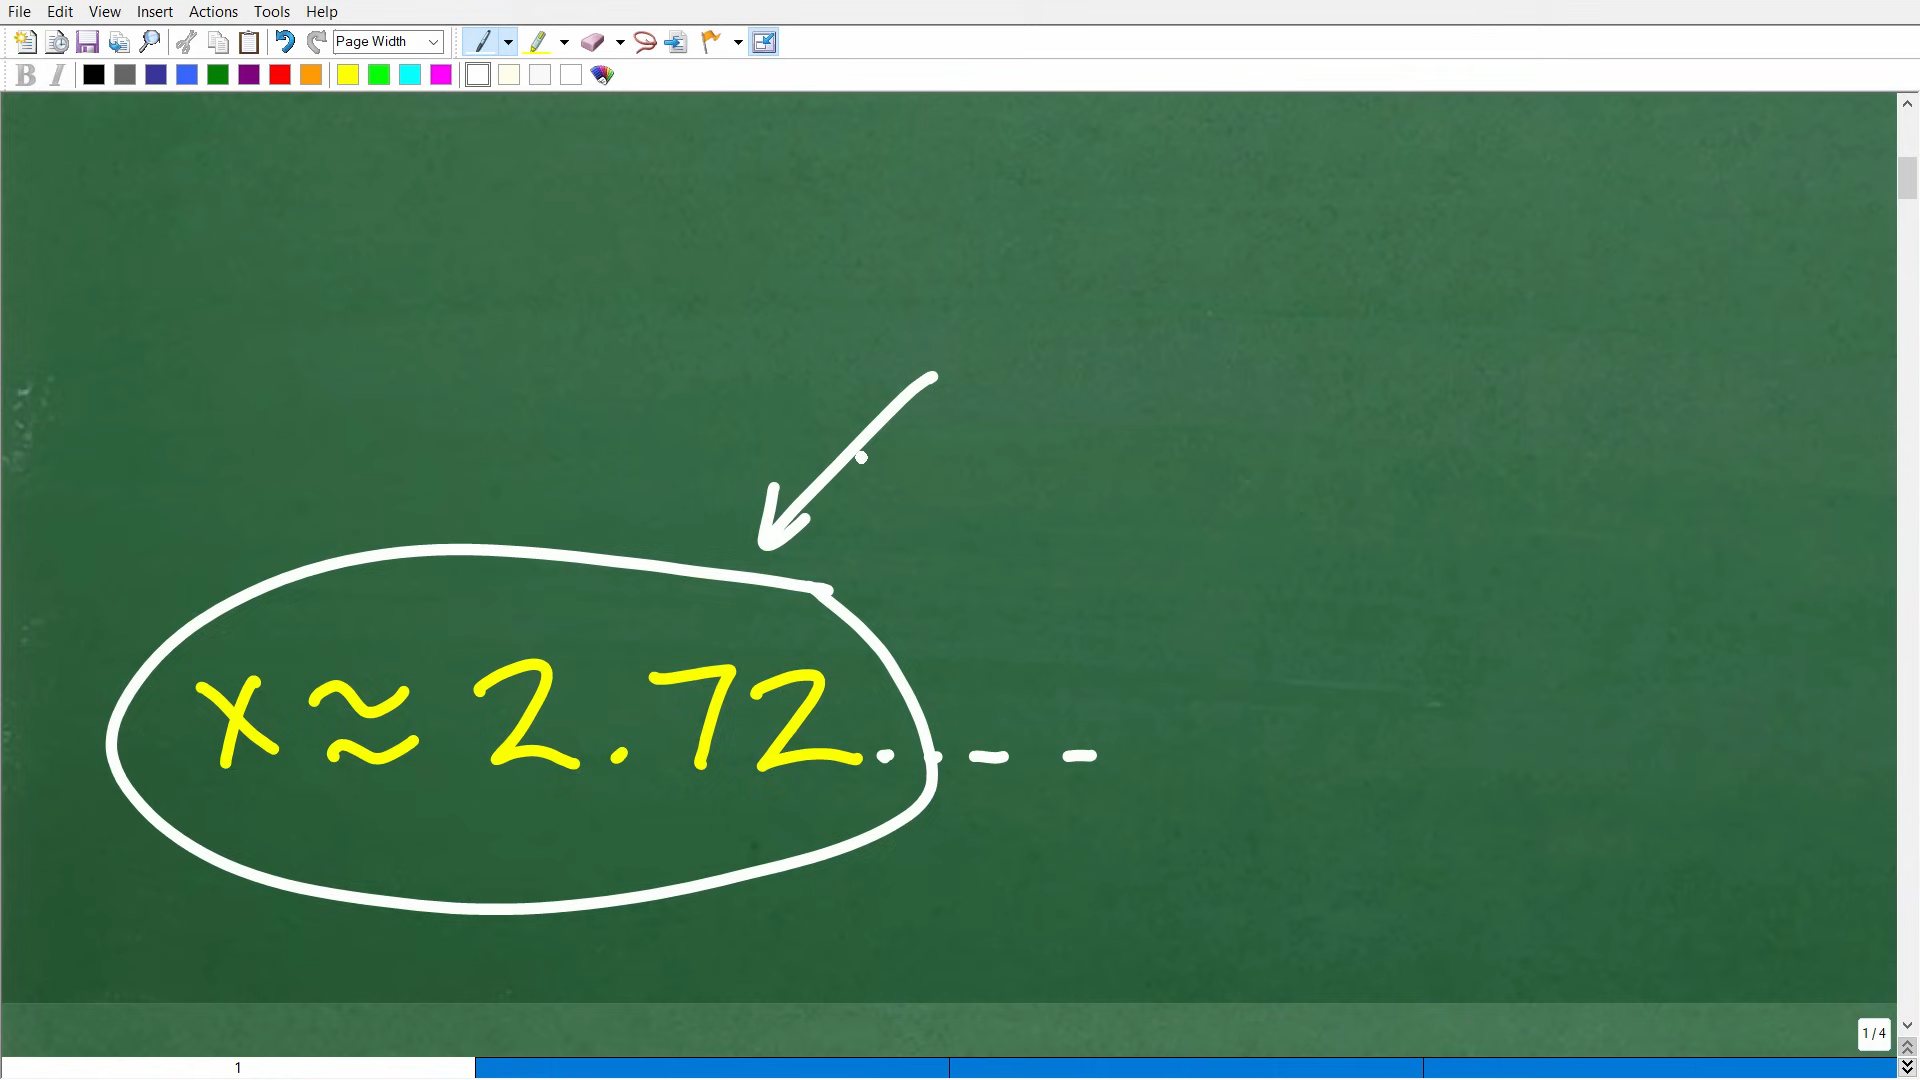 File Edit View Insert Actions Tools Help
Page Width
B I
x ≈ 2.72
1 / 4
1